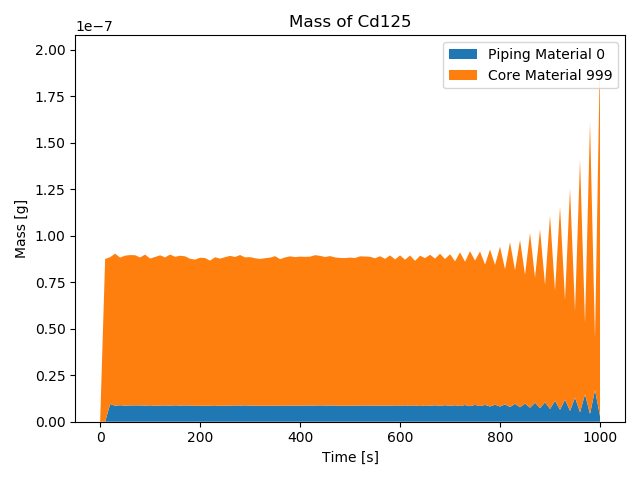 Mass of Cd125
1e−7
Piping Material 0
Core Material 999
2.00
1.75
1.50
1.25
1.00
0.75
0.50
0.25
0.00
Mass [g]
0 200 400 600 800 1000
Time [s]